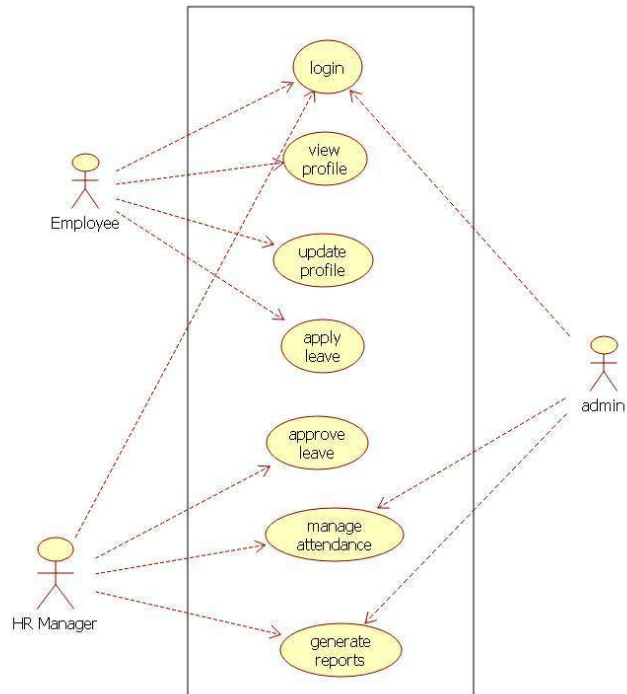 login
view
profile
Employee
update
profile
apply
leave
admin
approve
leave
manage
attendance
HR Manager
generate
reports